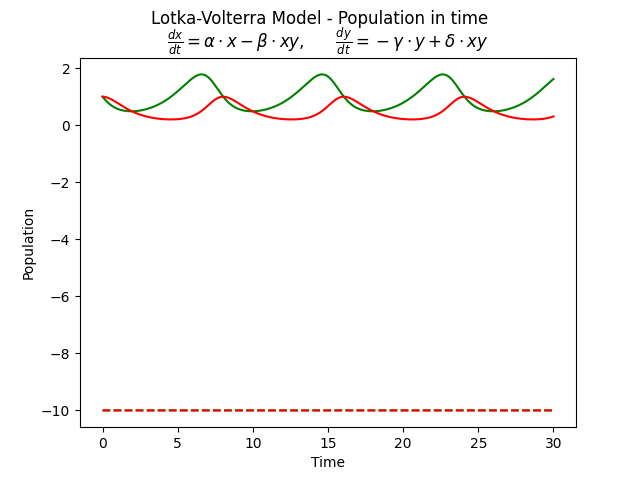 Lotka-Volterra Model - Population in time
dx/dt = α · x − β · xy,  dy/dt = −γ · y + δ · xy
2
0
−2
−4
−6
−8
−10
Population
0 5 10 15 20 25 30
Time